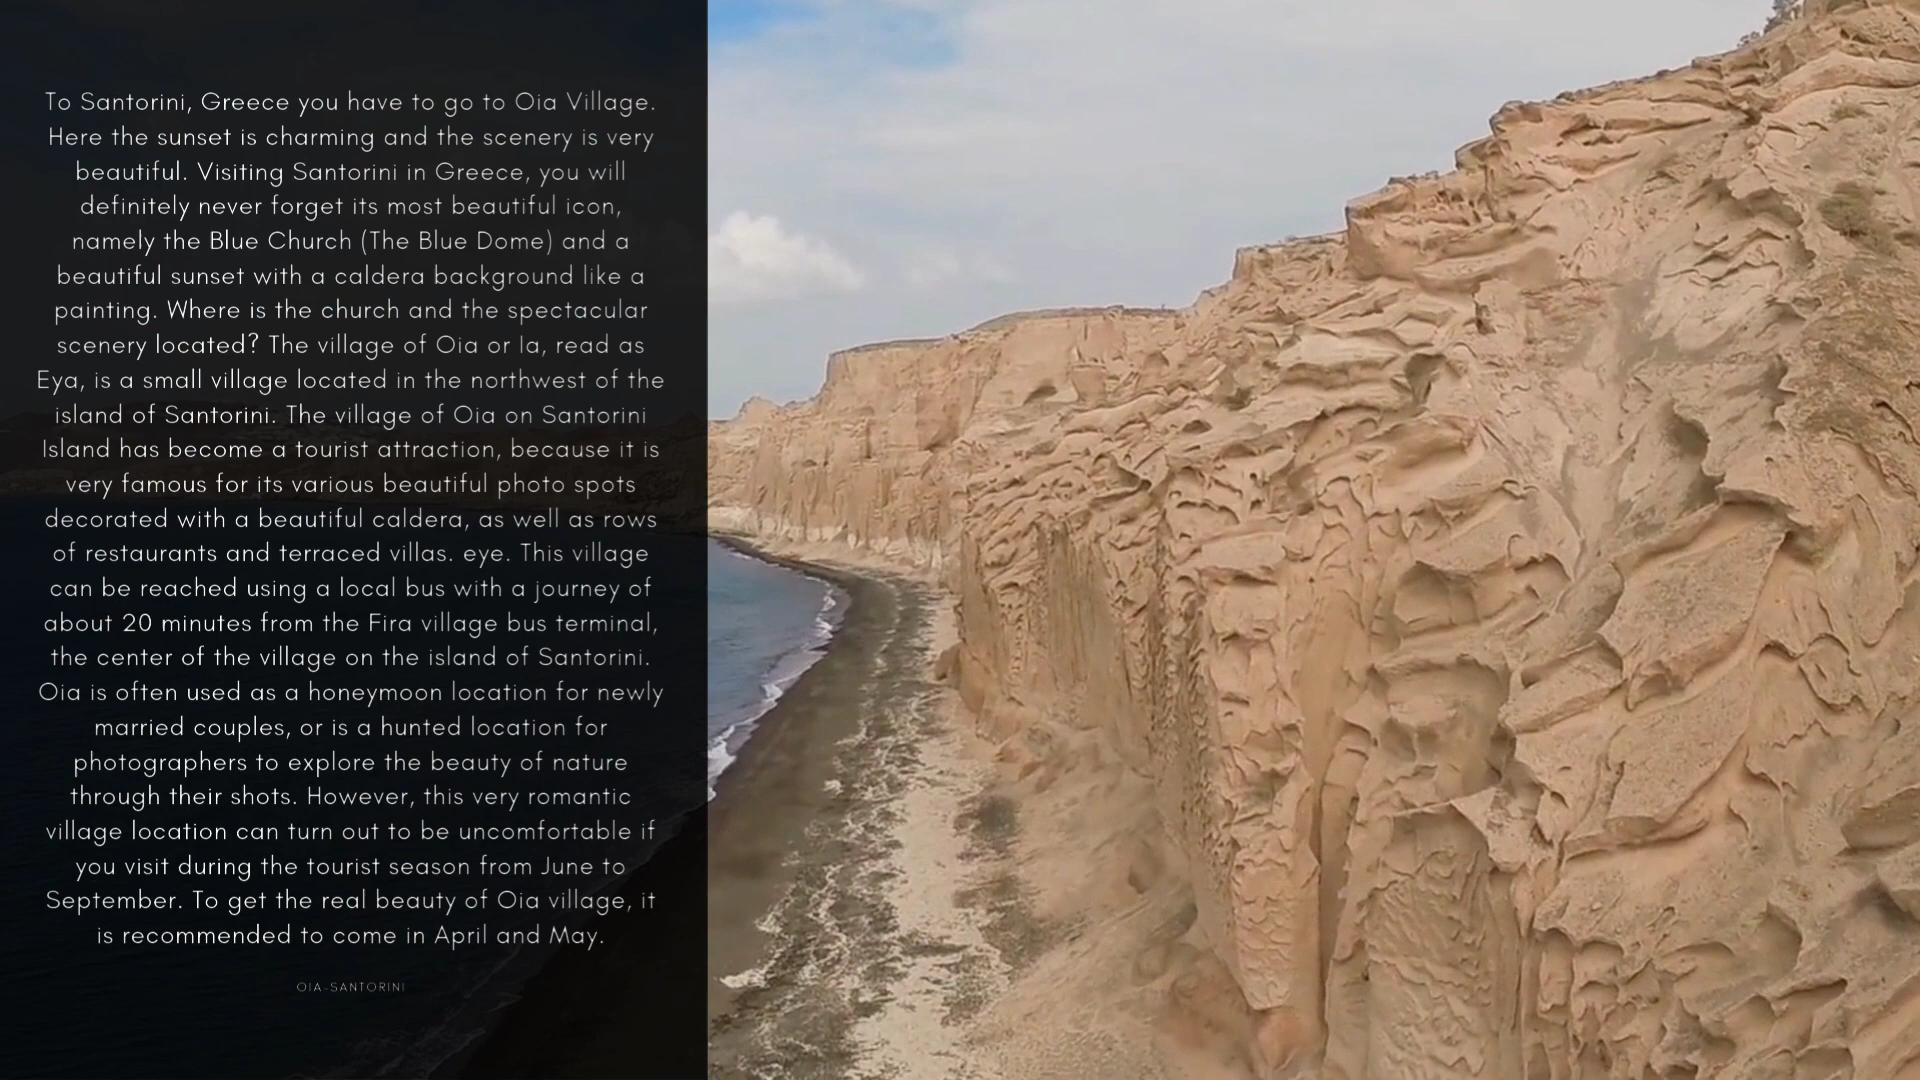 To Santorini, Greece you have to go to Oia Village.
Here the sunset is charming and the scenery is very
beautiful. Visiting Santorini in Greece, you will
definitely never forget its most beautiful icon,
namely the Blue Church (The Blue Dome) and a
beautiful sunset with a caldera background like a
painting. Where is the church and the spectacular
scenery located? The village of Oia or Ia, read as
Eya, is a small village located in the northwest of the
island of Santorini. The village of Oia on Santorini
Island has become a tourist attraction, because it is
very famous for its various beautiful photo spots
decorated with a beautiful caldera, as well as rows
of restaurants and terraced villas. eye. This village
can be reached using a local bus with a journey of
about 20 minutes from the Fira village bus terminal,
the center of the village on the island of Santorini.
Oia is often used as a honeymoon location for newly
married couples, or is a hunted location for
photographers to explore the beauty of nature
through their shots. However, this very romantic
village location can turn out to be uncomfortable if
you visit during the tourist season from June to
September. To get the real beauty of Oia village, it
is recommended to come in April and May.
OIA-SANTORINI